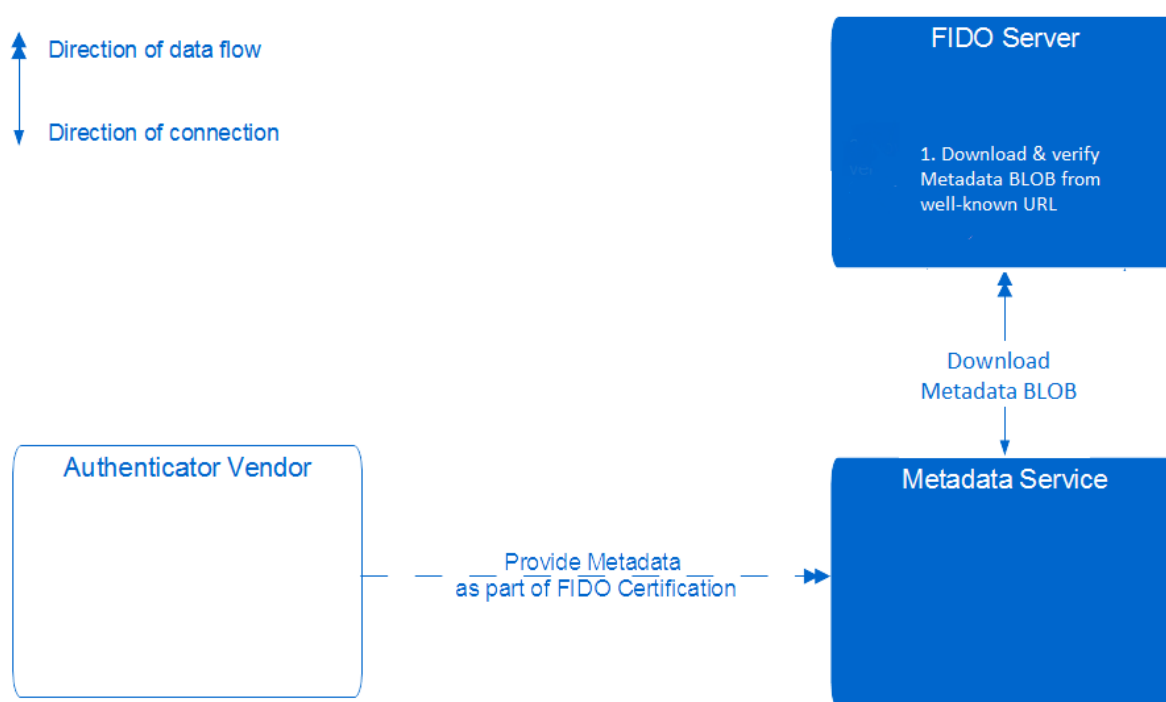 Direction of data flow
Direction of connection
FIDO Server
1. Download & verify
Metadata BLOB from
well-known URL
Download
Metadata BLOB
Authenticator Vendor
Metadata Service
Provide Metadata
as part of FIDO Certification